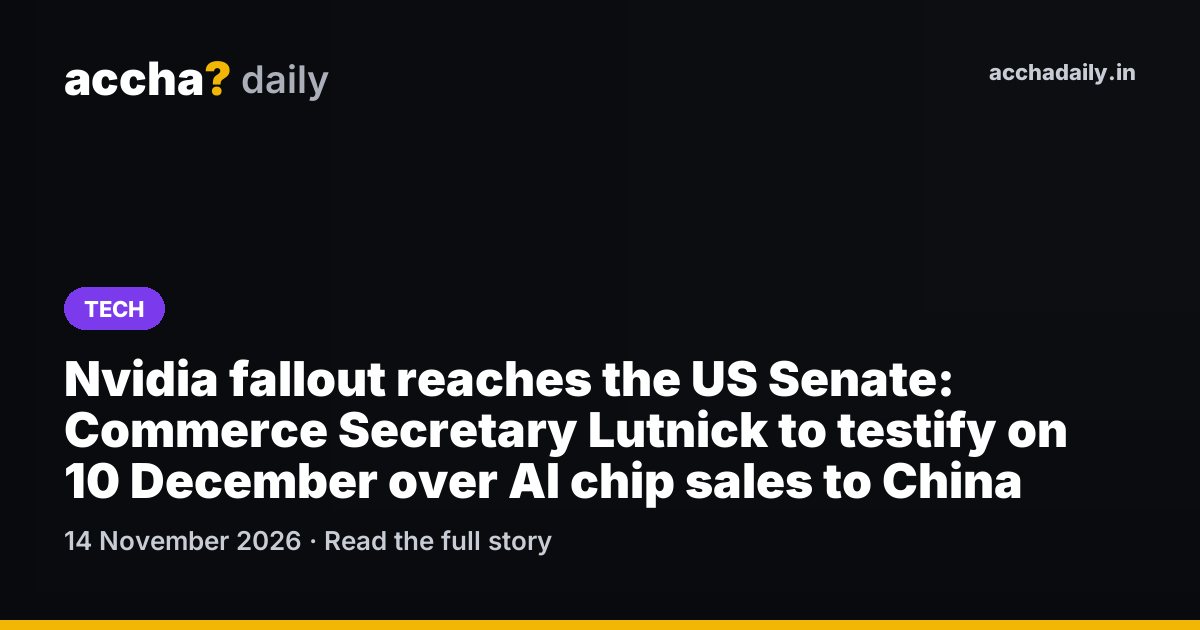 accha? daily
acchadaily.in
TECH
Nvidia fallout reaches the US Senate:
Commerce Secretary Lutnick to testify on
10 December over AI chip sales to China
14 November 2026 · Read the full story